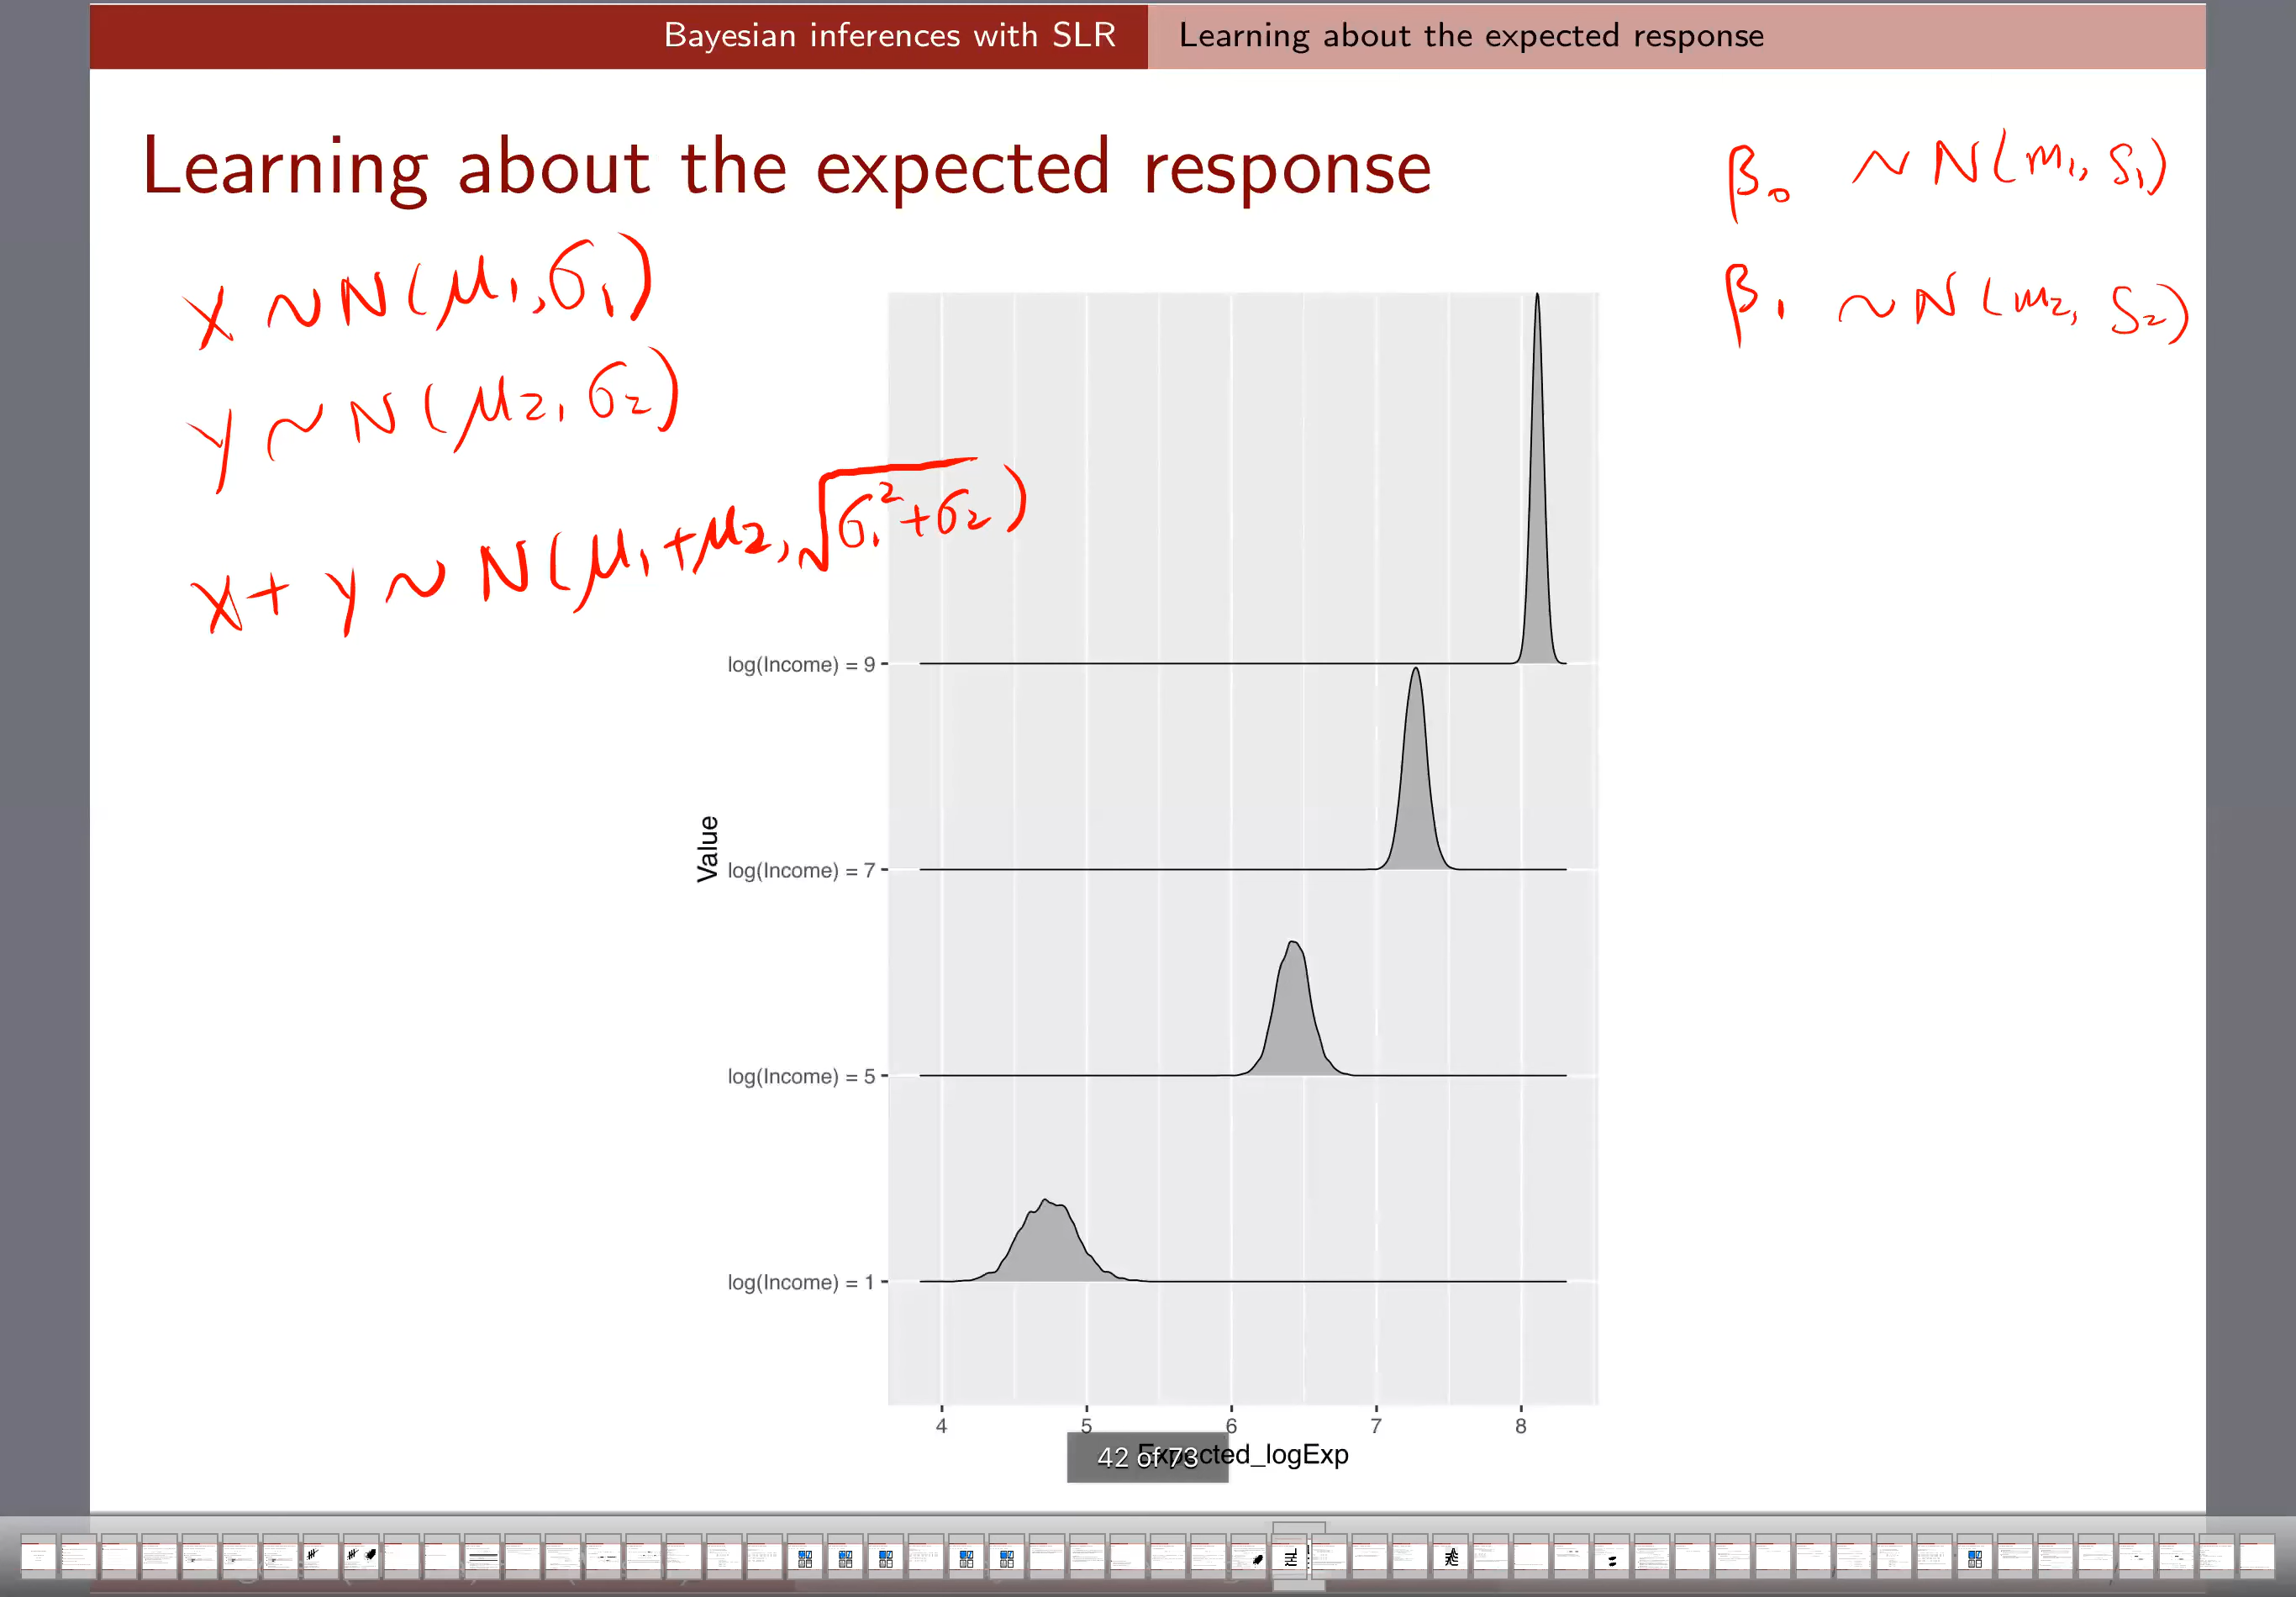 Bayesian inferences with SLR Learning about the expected response
Learning about the expected response
β₀ ~ N(m₁, S₁)
β₁ ~ N(m₂, S₂)
X ~ N(μ₁, σ₁)
Y ~ N(μ₂, σ₂)
X + Y ~ N(μ₁+μ₂, √σ₁²+σ₂)
log(Income) = 9
log(Income) = 7
Value
log(Income) = 5
log(Income) = 1
4 5 6 7 8
Expected_logExp
42 of 73